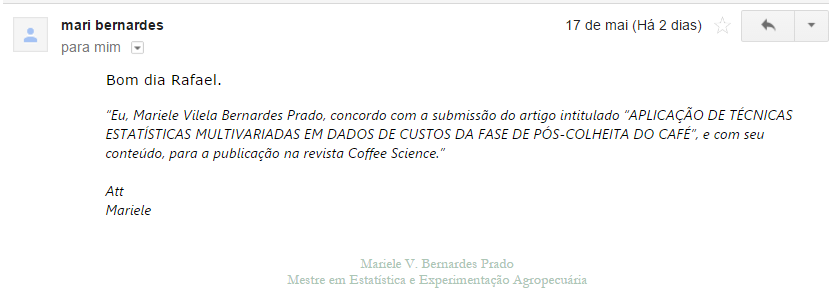 mari bernardes
17 de mai (Há 2 dias)
para mim
Bom dia Rafael.
"Eu, Mariele Vilela Bernardes Prado, concordo com a submissão do artigo intitulado "APLICAÇÃO DE TÉCNICAS
ESTATÍSTICAS MULTIVARIADAS EM DADOS DE CUSTOS DA FASE DE PÓS-COLHEITA DO CAFÉ", e com seu
conteúdo, para a publicação na revista Coffee Science."
Att
Mariele
Mariele V. Bernardes Prado
Mestre em Estatística e Experimentação Agropecuária